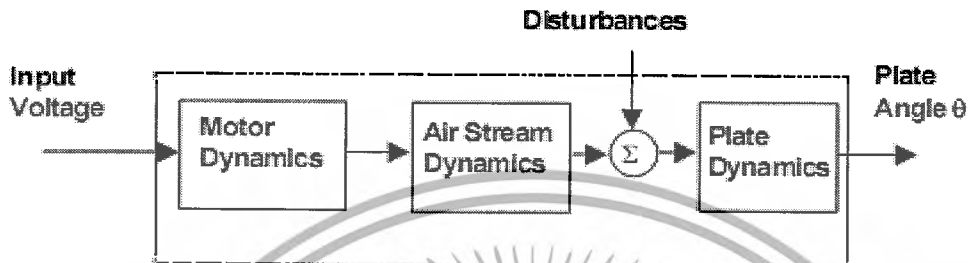 Disturbances
Input
Voltage
Motor
Dynamics
Air Stream
Dynamics
Σ
Plate
Dynamics
Plate
Angle θ